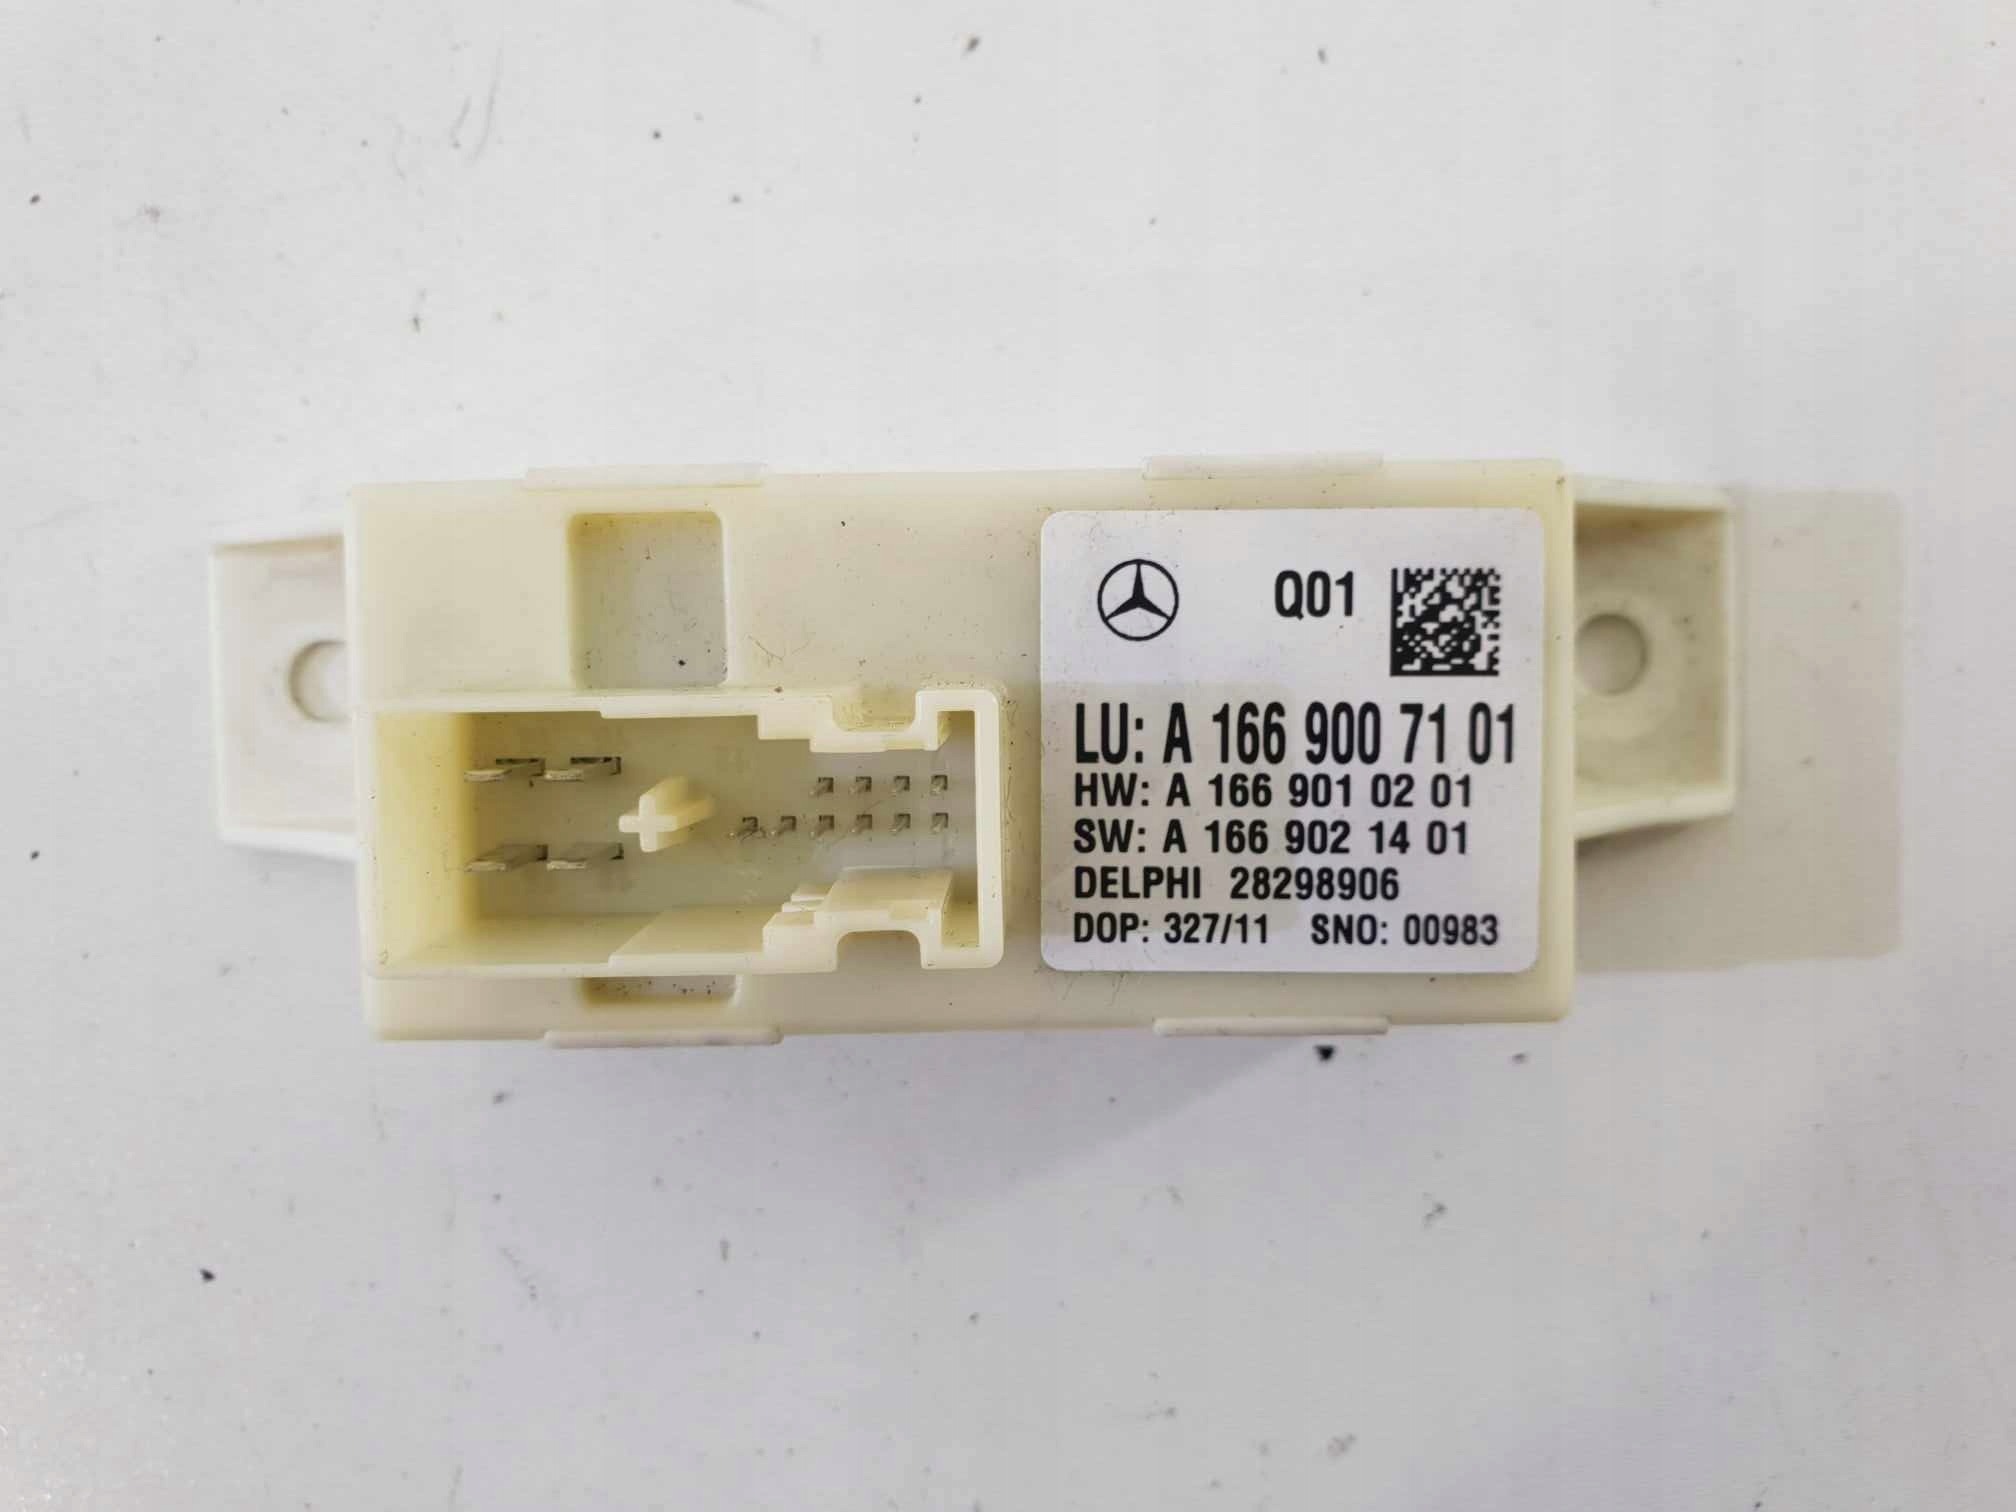 Q01
LU: A 166 900 71 01
HW: A 166 901 02 01
SW: A 166 902 14 01
DELPHI 28298906
DOP: 327/11 SNO: 00983